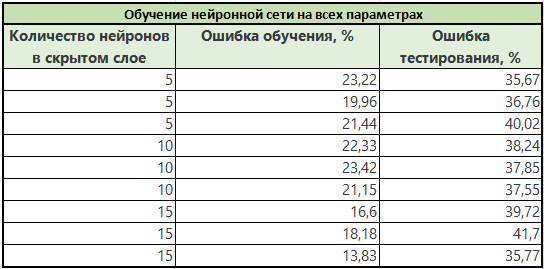 Обучение нейронной сети на всех параметрах
Количество нейронов в скрытом слое Ошибка обучения, % Ошибка тестирования, %
5 23,22 35,67
5 19,96 36,76
5 21,44 40,02
10 22,33 38,24
10 23,42 37,85
10 21,15 37,55
15 16,6 39,72
15 18,18 41,7
15 13,83 35,77